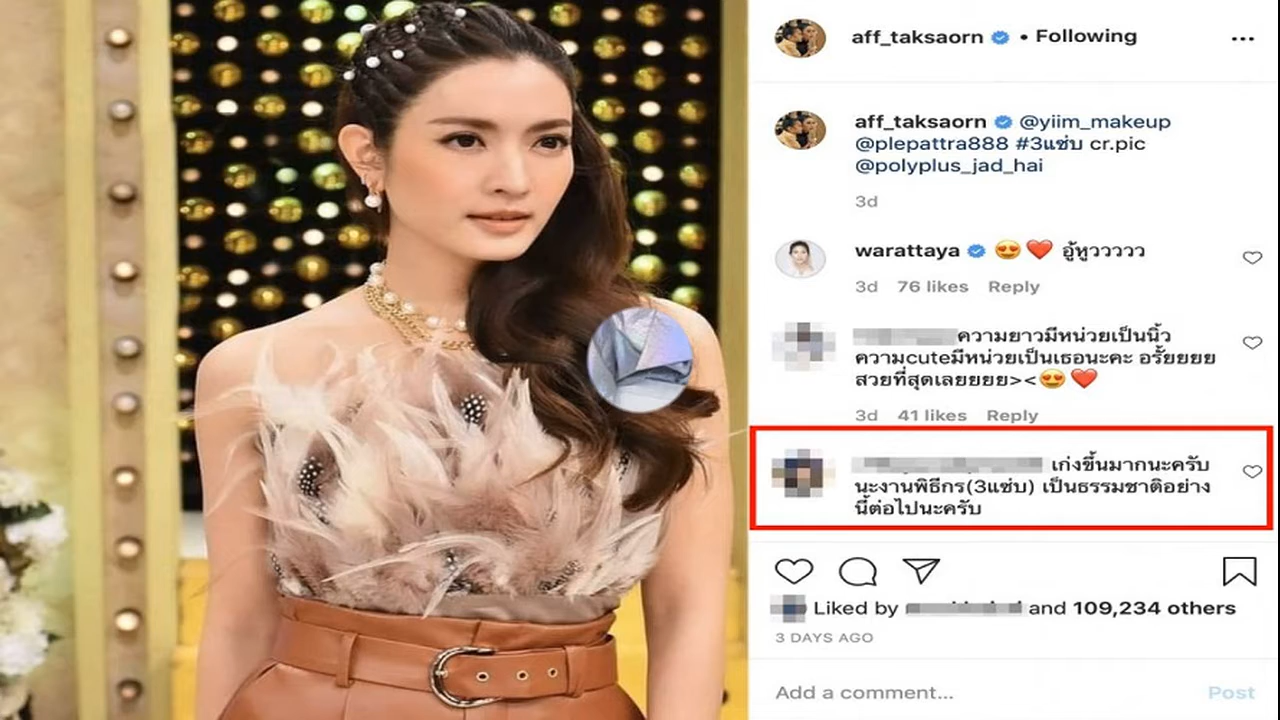 aff_taksaorn • Following
aff_taksaorn @yiim_makeup
@plepattra888 #3แซ่บ cr.pic
@polyplus_jad_hai
3d
warattaya 😍❤️ อู้หูววววว
3d 76 likes Reply
ความยาวมีหน่วยเป็นนิ้ว
ความcuteมีหน่วยเป็นเธอนะคะ อรั้ยยยย
สวยที่สุดเลยยยย><😍❤️
3d 41 likes Reply
เก่งขึ้นมากนะครับ
นะงานพิธีกร(3แซ่บ) เป็นธรรมชาติอย่าง
นี้ต่อไปนะครับ
Liked by and 109,234 others
3 DAYS AGO
Add a comment... Post